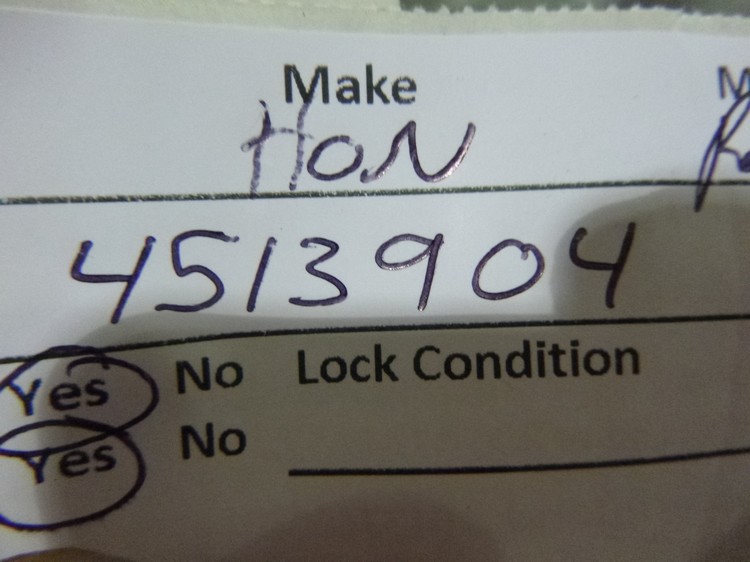 Make
HON
4513904
Yes No Lock Condition
Yes No